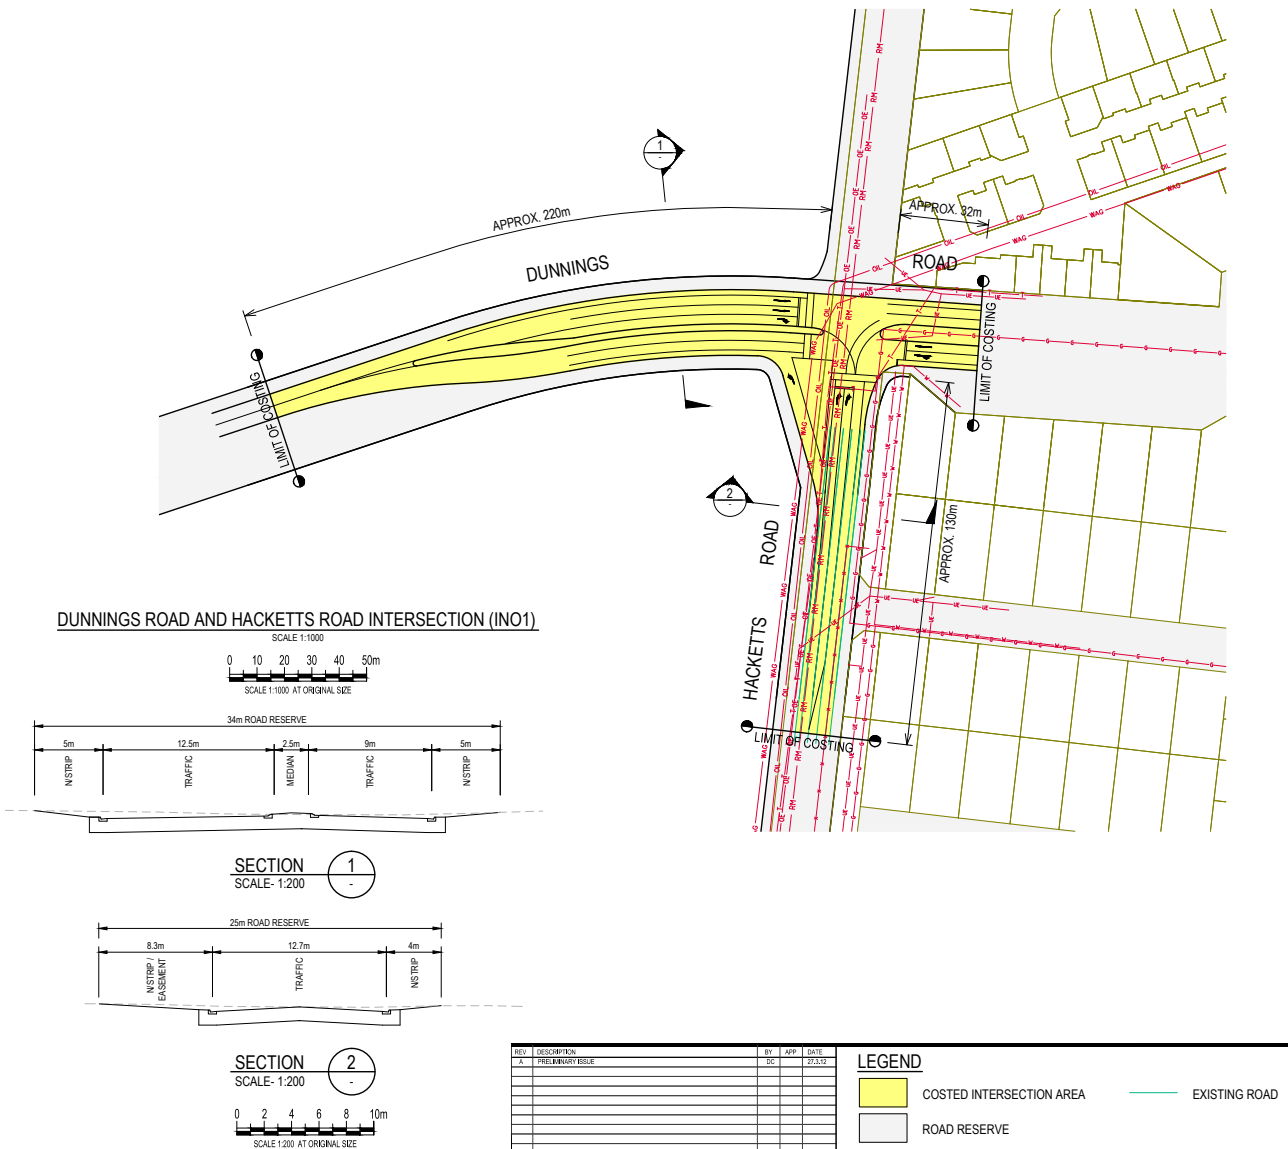 1
-
APPROX. 220m
APPROX. 32m
DUNNINGS
ROAD
LIMIT OF COSTING
LIMIT OF COSTING
2
-
ROAD
HACKETTS
APPROX. 130m
LIMIT OF COSTING
DUNNINGS ROAD AND HACKETTS ROAD INTERSECTION (INO1)
SCALE 1:1000
0 10 20 30 40 50m
SCALE 1:1000 AT ORIGINAL SIZE
34m ROAD RESERVE
5m 12.5m 2.5m 9m 5m
N/STRIP TRAFFIC MEDIAN TRAFFIC N/STRIP
SECTION 1
SCALE- 1:200 -
25m ROAD RESERVE
8.3m 12.7m 4m
N/STRIP / EASEMENT TRAFFIC N/STRIP
SECTION 2
SCALE- 1:200 -
0 2 4 6 8 10m
SCALE 1:200 AT ORIGINAL SIZE
REV DESCRIPTION BY APP DATE
A PRELIMINARY ISSUE DC 27.3.12
LEGEND
COSTED INTERSECTION AREA
EXISTING ROAD
ROAD RESERVE